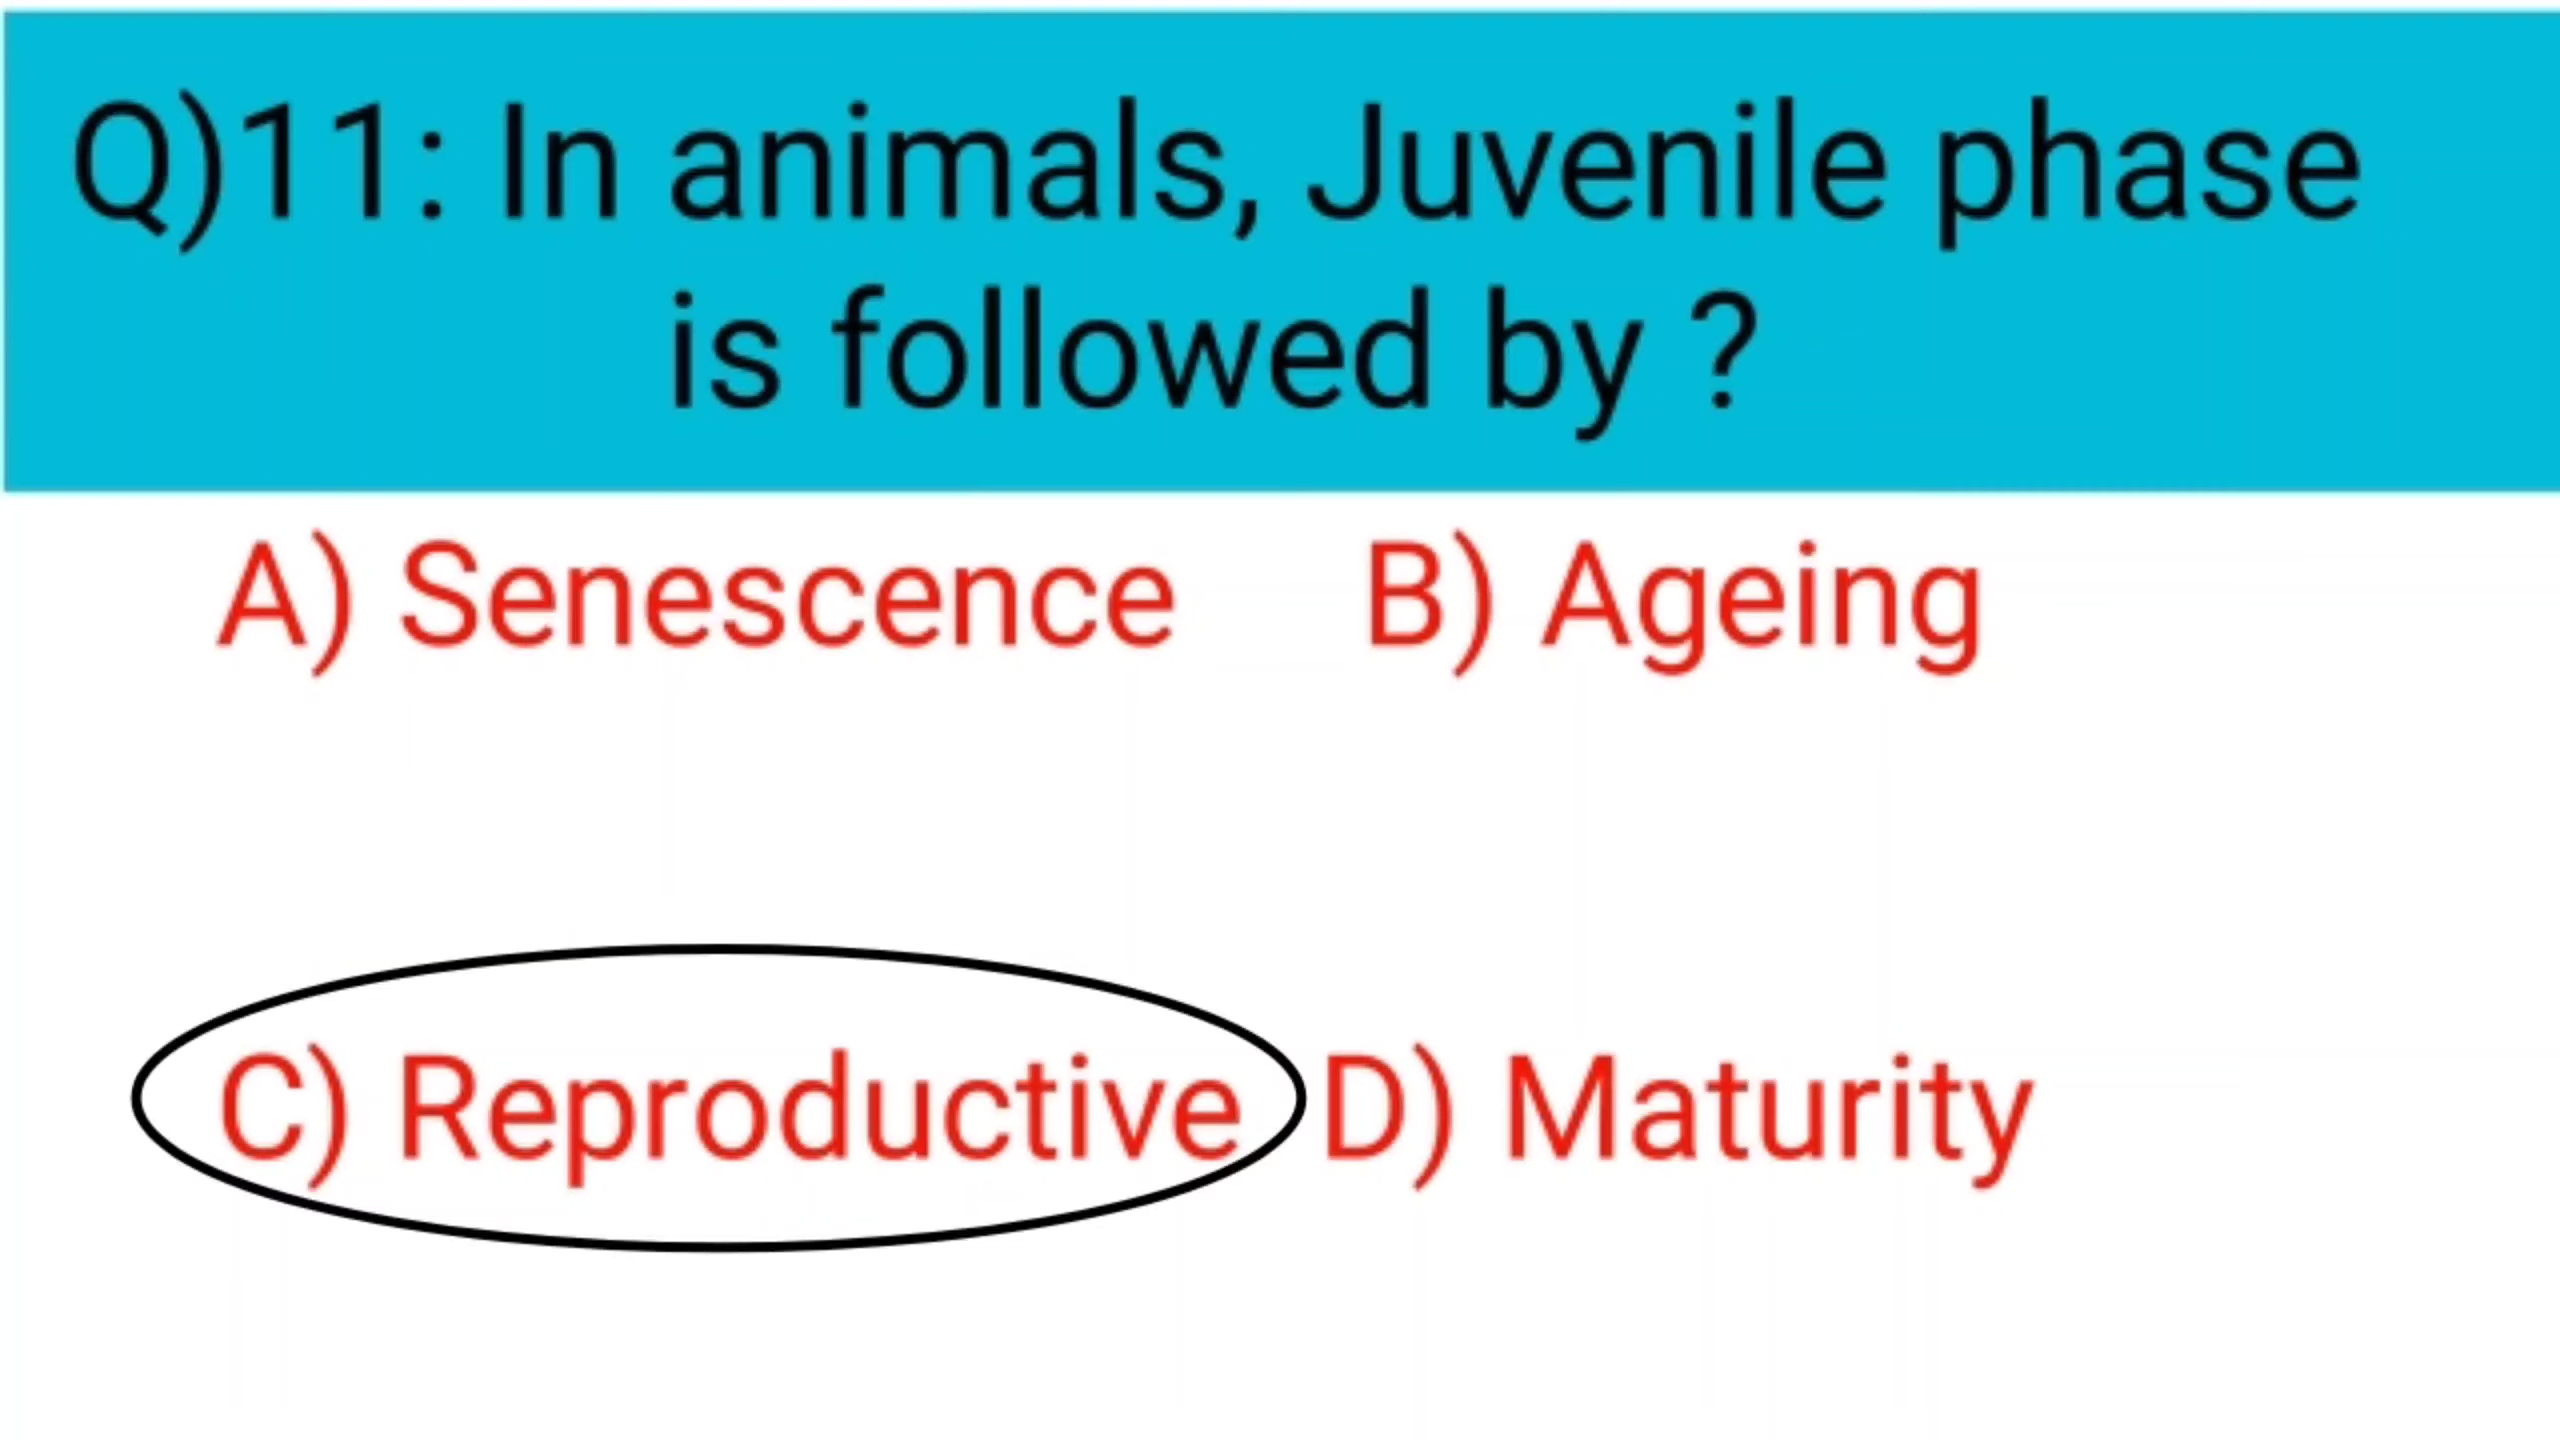 Q)11: In animals, Juvenile phase
is followed by ?
A) Senescence B) Ageing
C) Reproductive D) Maturity